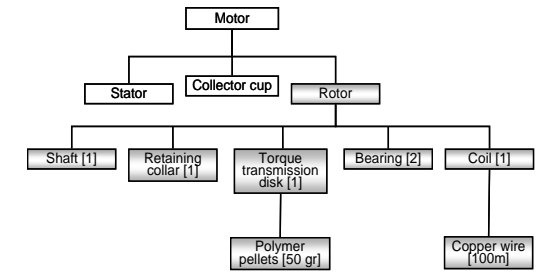 Motor
Stator
Collector cup
Rotor
Shaft [1]
Retaining
collar [1]
Torque
transmission
disk [1]
Bearing [2]
Coil [1]
Polymer
pellets [50 gr]
Copper wire
[100m]